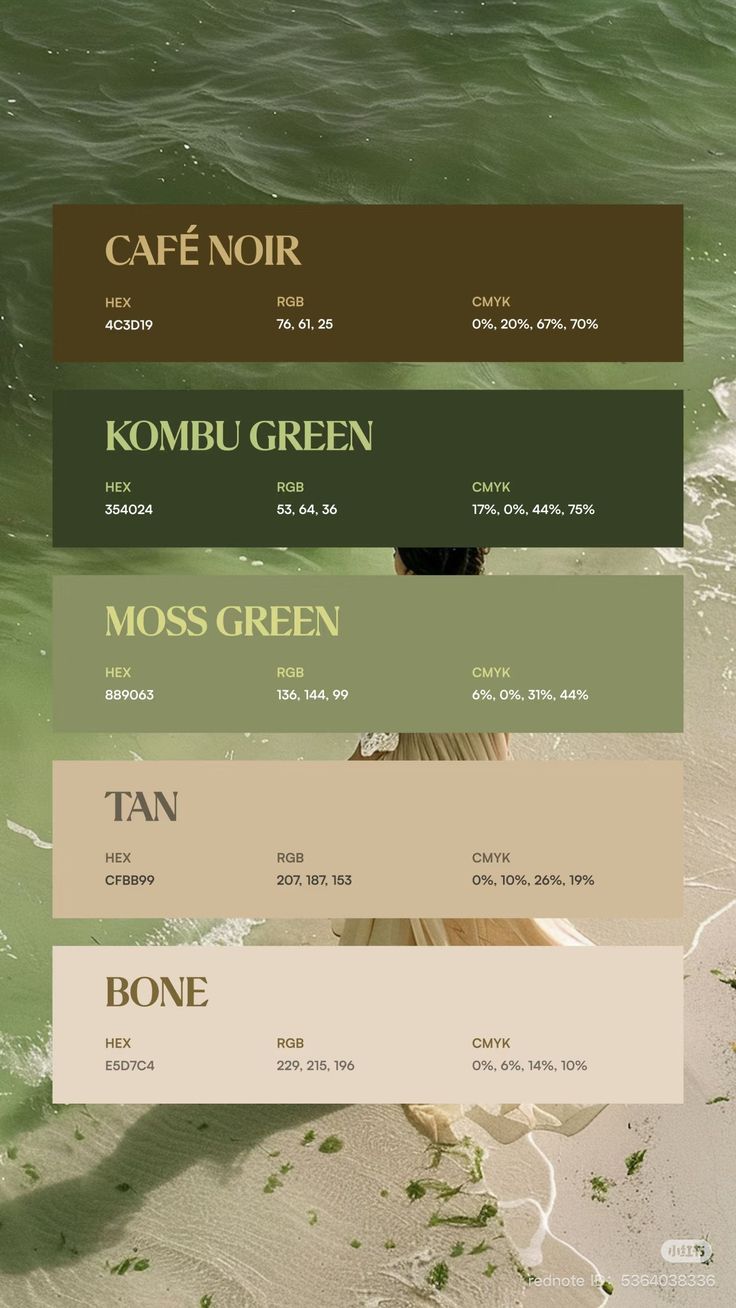 CAFÉ NOIR
HEX RGB CMYK
4C3D19 76, 61, 25 0%, 20%, 67%, 70%
KOMBU GREEN
HEX RGB CMYK
354024 53, 64, 36 17%, 0%, 44%, 75%
MOSS GREEN
HEX RGB CMYK
889063 136, 144, 99 6%, 0%, 31%, 44%
TAN
HEX RGB CMYK
CFBB99 207, 187, 153 0%, 10%, 26%, 19%
BONE
HEX RGB CMYK
E5D7C4 229, 215, 196 0%, 6%, 14%, 10%
小红书
rednote ID: 5364038336